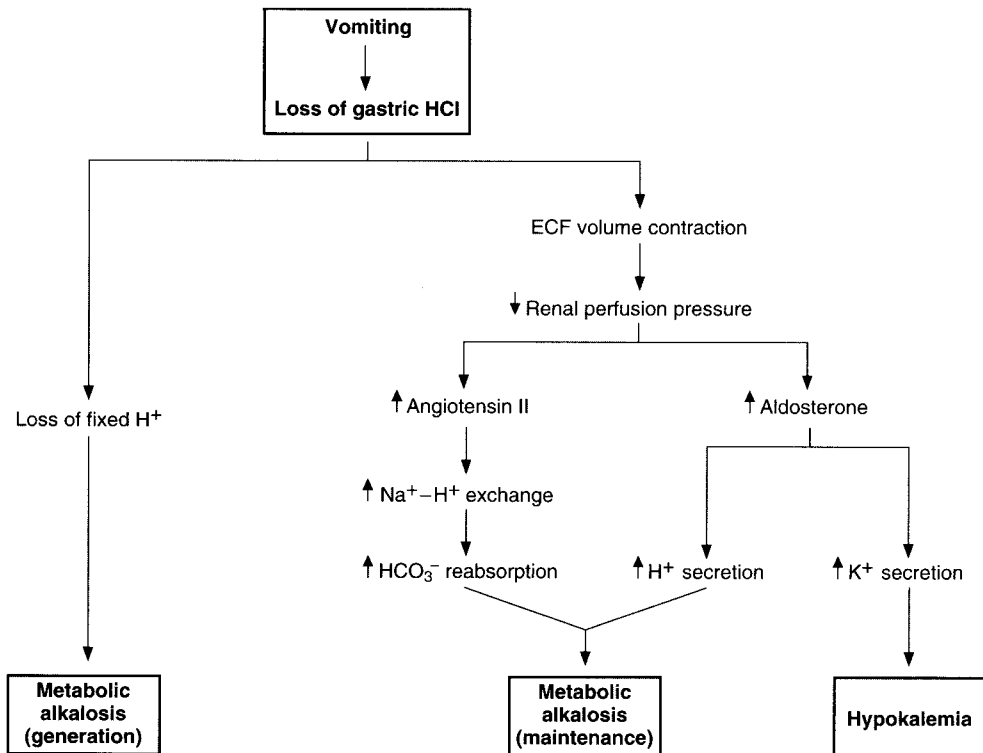 Vomiting
Loss of gastric HCl
ECF volume contraction
↓ Renal perfusion pressure
Loss of fixed H⁺
↑ Angiotensin II
↑ Aldosterone
↑ Na⁺–H⁺ exchange
↑ HCO₃⁻ reabsorption
↑ H⁺ secretion
↑ K⁺ secretion
Metabolic
alkalosis
(generation)
Metabolic
alkalosis
(maintenance)
Hypokalemia